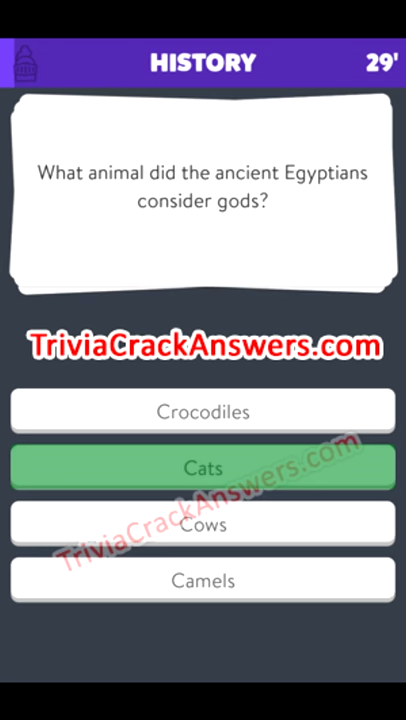 HISTORY 29'
What animal did the ancient Egyptians
consider gods?
TriviaCrackAnswers.com
Crocodiles
Cats
TriviaCrackAnswers.com
Cows
Camels